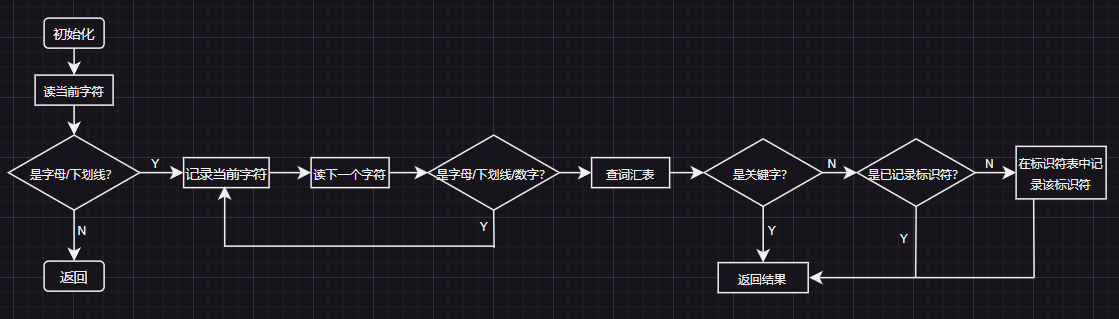 初始化
读当前字符
是字母/下划线?
Y
N
返回
记录当前字符
读下一个字符
是字母/下划线/数字?
Y
查词汇表
是关键字?
N
Y
是已记录标识符?
N
Y
在标识符表中记
录该标识符
返回结果